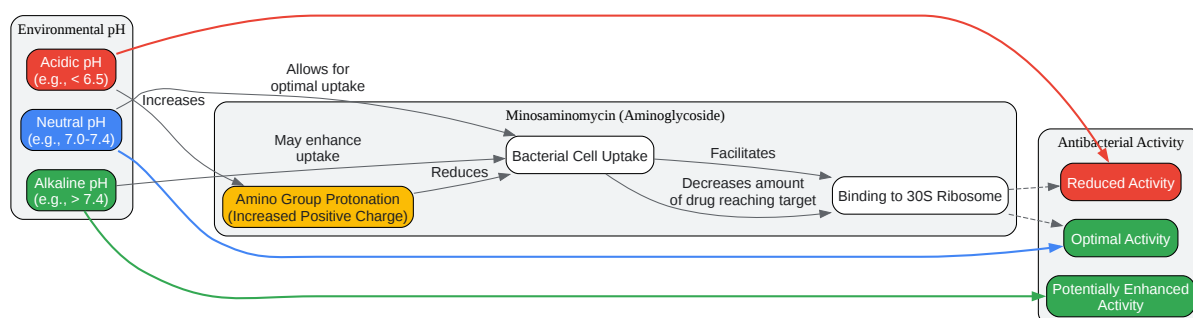 Environmental pH
Acidic pH
(e.g., < 6.5)
Neutral pH
(e.g., 7.0-7.4)
Alkaline pH
(e.g., > 7.4)
Increases
Allows for
optimal uptake
May enhance
uptake
Minosaminomycin (Aminoglycoside)
Amino Group Protonation
(Increased Positive Charge)
Reduces
Bacterial Cell Uptake
Facilitates
Decreases amount
of drug reaching target
Binding to 30S Ribosome
Antibacterial Activity
Reduced Activity
Optimal Activity
Potentially Enhanced
Activity